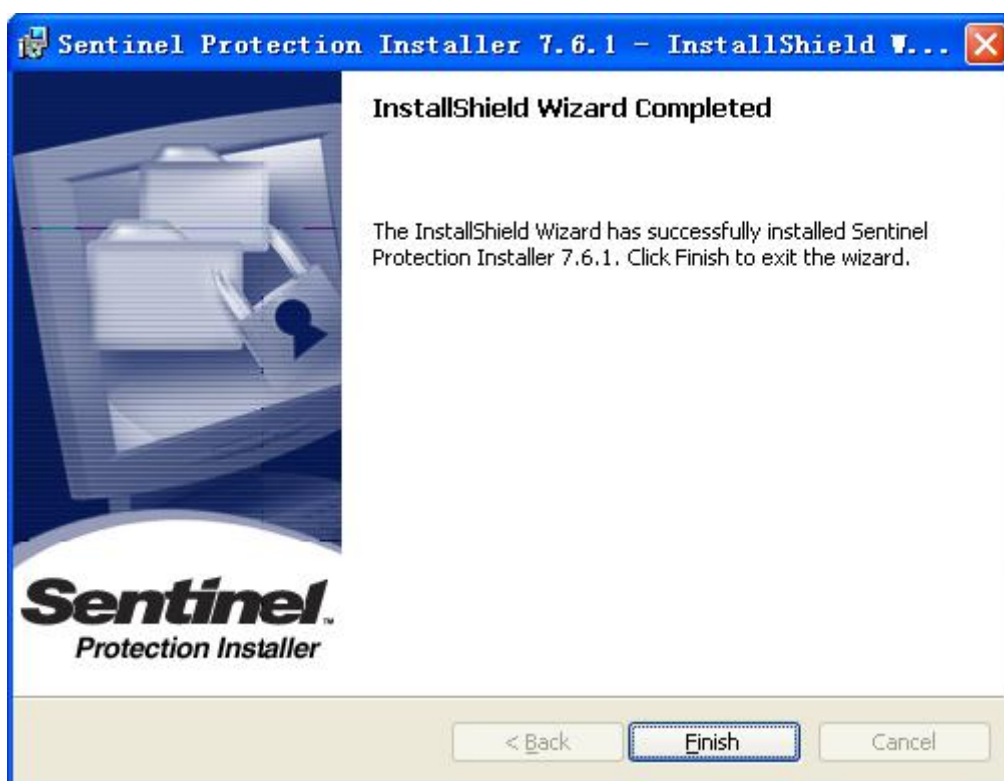 Sentinel Protection Installer 7.6.1 - InstallShield W...
InstallShield Wizard Completed
The InstallShield Wizard has successfully installed Sentinel
Protection Installer 7.6.1. Click Finish to exit the wizard.
Sentinel™
Protection Installer
< Back Finish Cancel